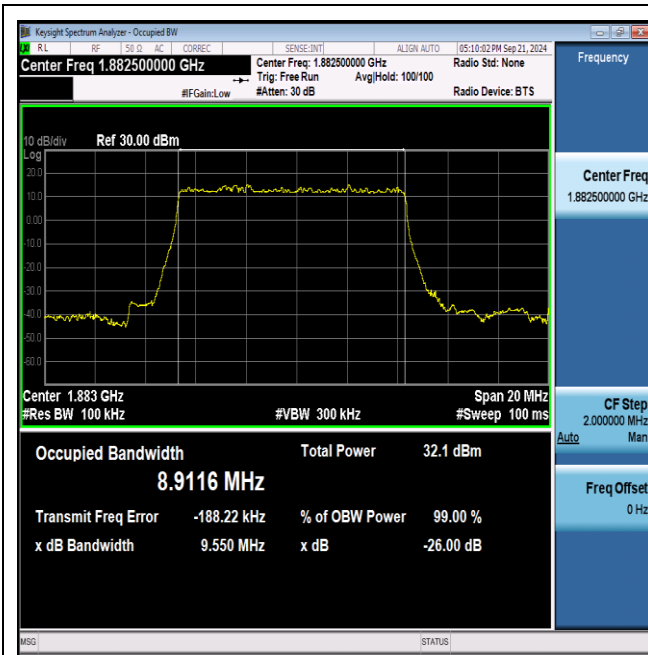 Keysight Spectrum Analyzer - Occupied BW
RL RF 50 Ω AC CORREC SENSE:INT ALIGN AUTO 05:10:02 PM Sep 21, 2024
Center Freq 1.882500000 GHz
Center Freq: 1.882500000 GHz Radio Std: None
Trig: Free Run Avg|Hold: 100/100
#IFGain:Low #Atten: 30 dB Radio Device: BTS
10 dB/div Ref 30.00 dBm
Log
20.0
10.0
0.00
-10.0
-20.0
-30.0
-40.0
-50.0
-60.0
Center 1.883 GHz Span 20 MHz
#Res BW 100 kHz #VBW 300 kHz #Sweep 100 ms
Occupied Bandwidth Total Power 32.1 dBm
8.9116 MHz
Transmit Freq Error -188.22 kHz % of OBW Power 99.00 %
x dB Bandwidth 9.550 MHz x dB -26.00 dB
MSG STATUS
Frequency
Center Freq
1.882500000 GHz
CF Step
2.000000 MHz
Auto Man
Freq Offset
0 Hz